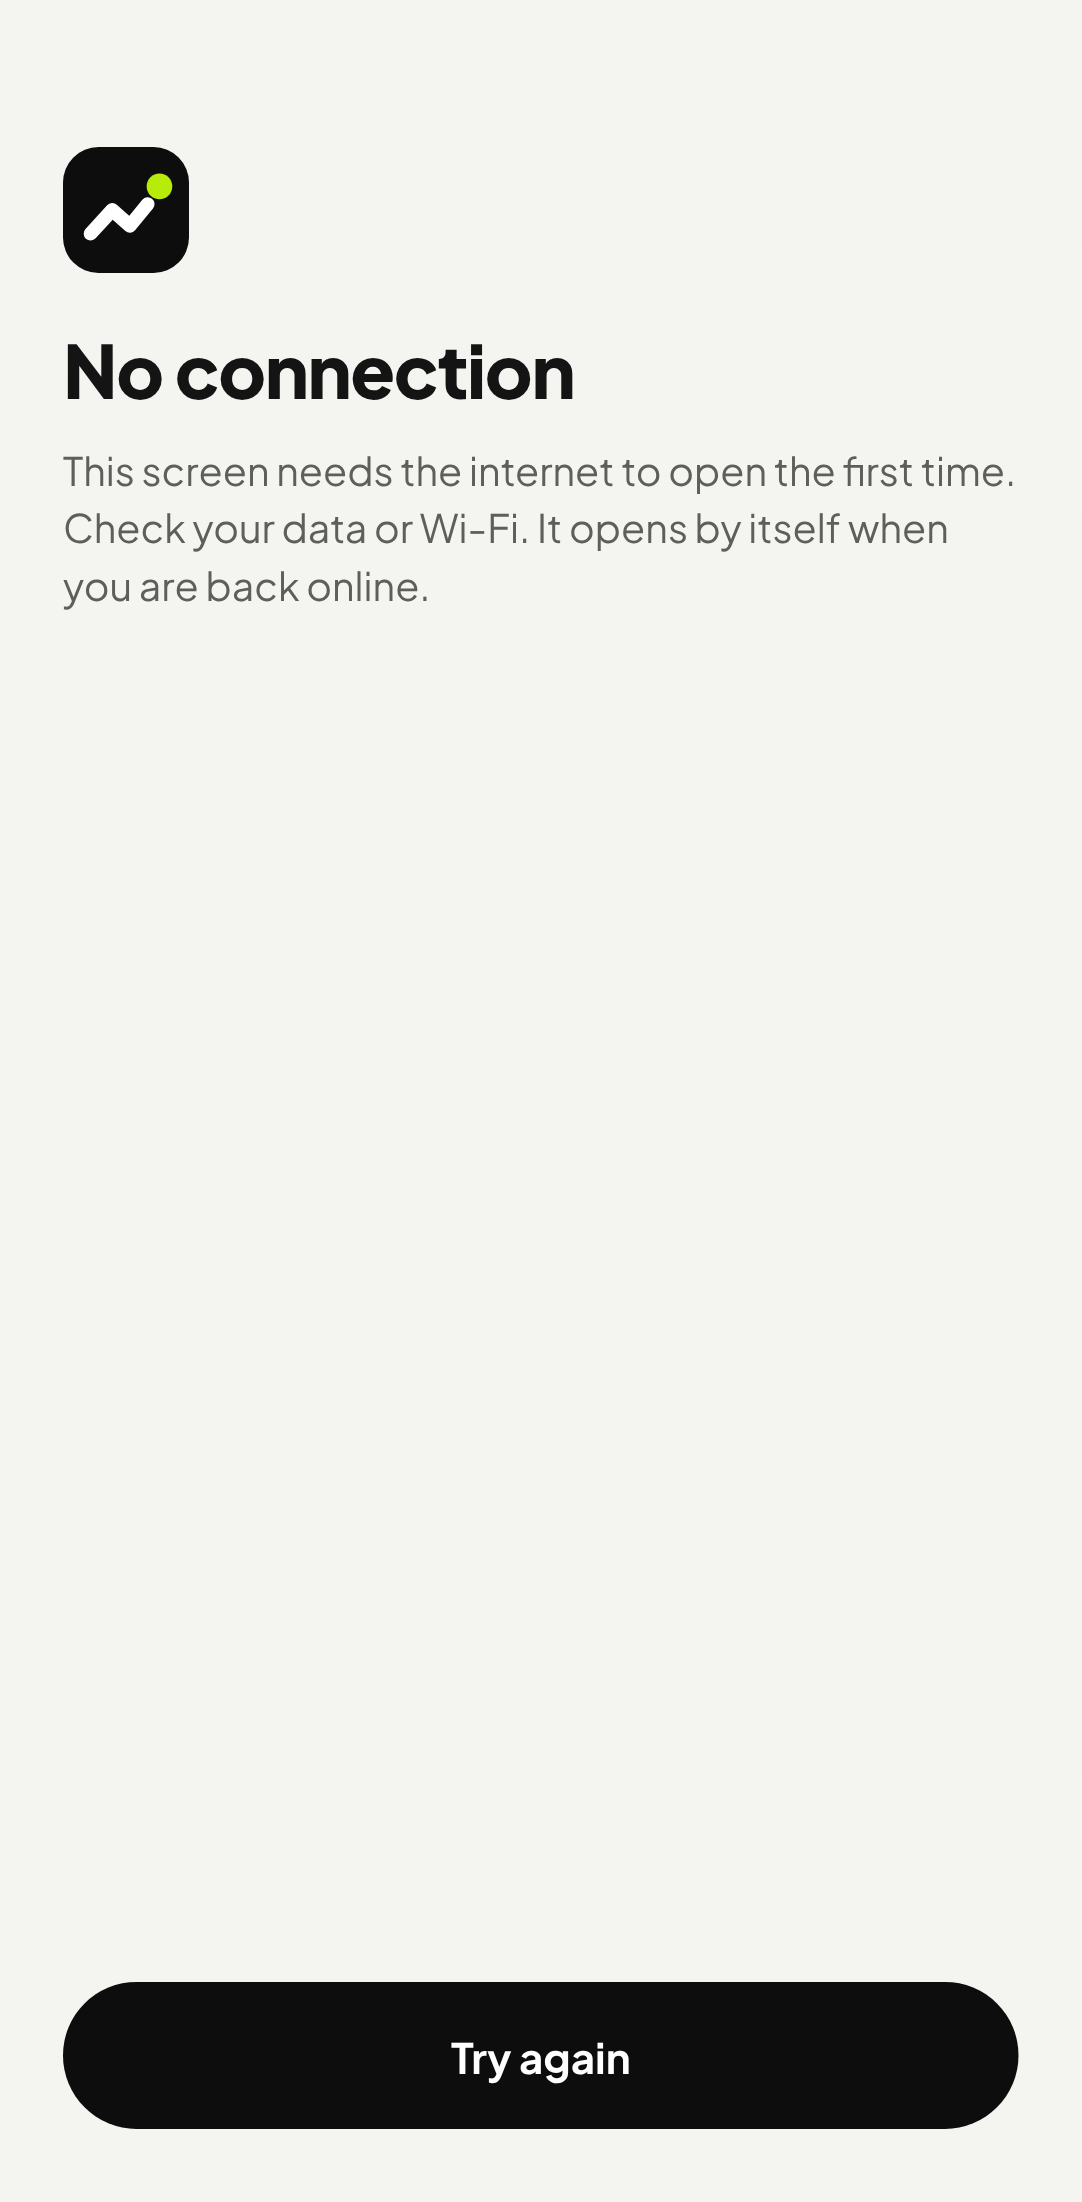 No connection
This screen needs the internet to open the first time.
Check your data or Wi-Fi. It opens by itself when
you are back online.
Try again